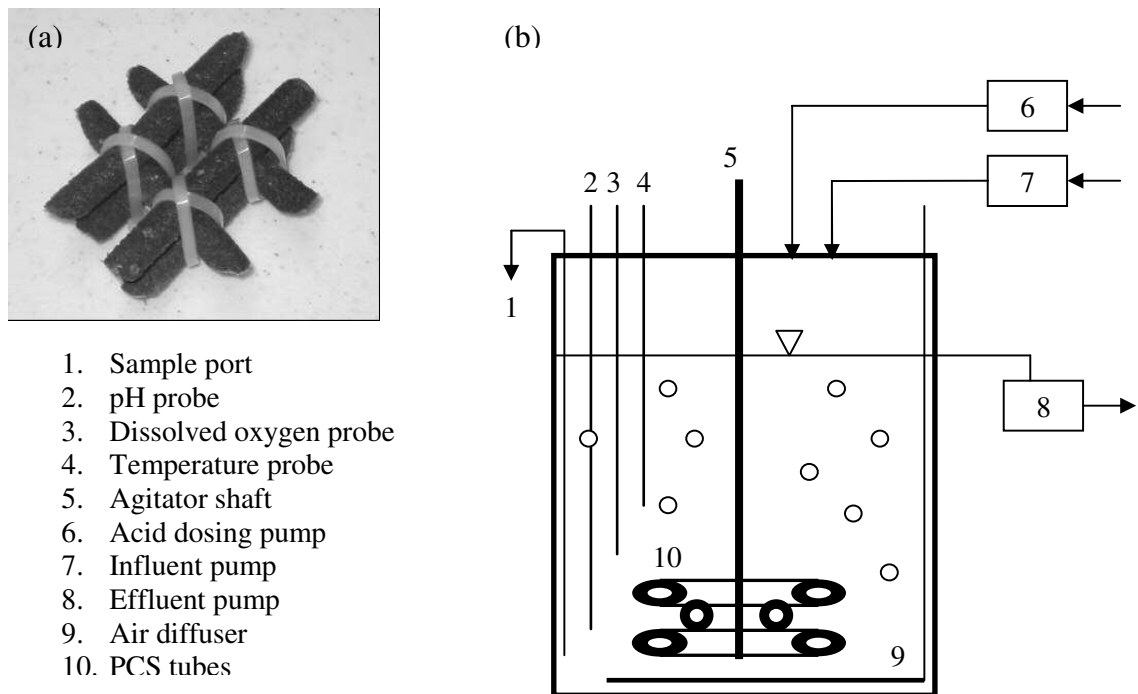 (a)
(b)
6
7
5
2 3 4
1
8
10
9
1. Sample port
2. pH probe
3. Dissolved oxygen probe
4. Temperature probe
5. Agitator shaft
6. Acid dosing pump
7. Influent pump
8. Effluent pump
9. Air diffuser
10. PCS tubes